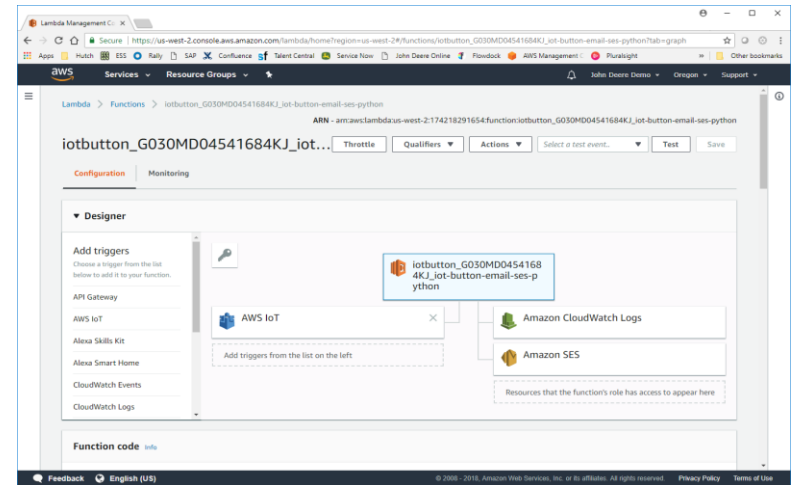 Lambda Management Co
Secure | https://us-west-2.console.aws.amazon.com/lambda/home?region=us-west-2#/functions/iotbutton_G030MD04541684KJ_iot-button-email-ses-python?tab=graph
Apps Hutch ESS Rally SAP Confluence Talent Central Service Now John Deere Online Flowdock AWS Management Pluralsight » Other bookmarks
aws Services Resource Groups John Deere Demo Oregon Support
Lambda > Functions > iotbutton_G030MD04541684KJ_iot-button-email-ses-python
ARN - arn:aws:lambda:us-west-2:174218291654:function:iotbutton_G030MD04541684KJ_iot-button-email-ses-python
iotbutton_G030MD04541684KJ_iot... Throttle Qualifiers Actions Select a test event.. Test Save
Configuration Monitoring
Designer
Add triggers
Choose a trigger from the list
below to add it to your function.
API Gateway
AWS IoT
Alexa Skills Kit
Alexa Smart Home
CloudWatch Events
CloudWatch Logs
iotbutton_G030MD0454168
4KJ_iot-button-email-ses-p
ython
AWS IoT
Add triggers from the list on the left
Amazon CloudWatch Logs
Amazon SES
Resources that the function's role has access to appear here
Function code Info
Feedback English (US) © 2008 - 2018, Amazon Web Services, Inc. or its affiliates. All rights reserved. Privacy Policy Terms of Use